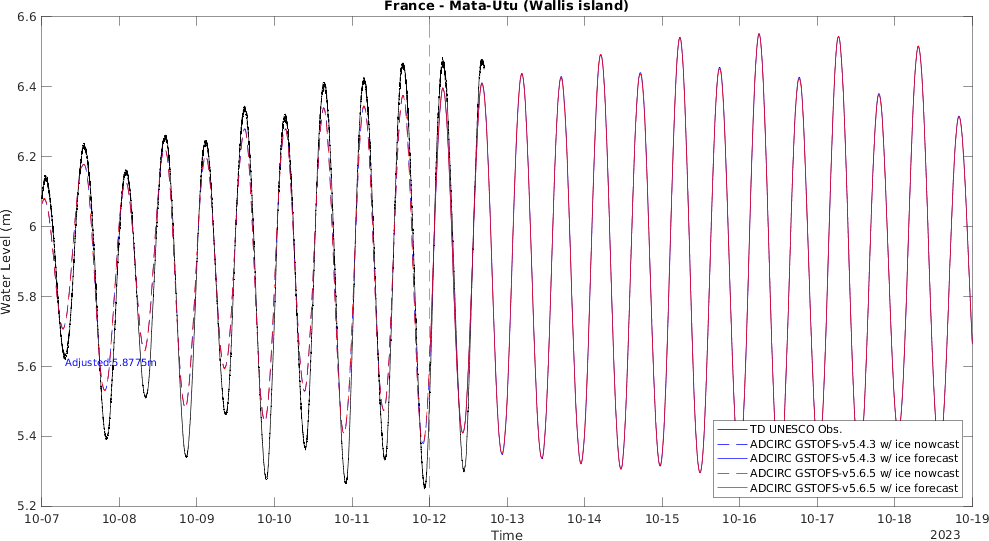 France - Mata-Utu (Wallis island)
6.6
6.4
6.2
6
5.8
5.6
5.4
5.2
Water Level (m)
Adjusted:5.8775m
TD UNESCO Obs.
ADCIRC GSTOFS-v5.4.3 w/ ice nowcast
ADCIRC GSTOFS-v5.4.3 w/ ice forecast
ADCIRC GSTOFS-v5.6.5 w/ ice nowcast
ADCIRC GSTOFS-v5.6.5 w/ ice forecast
10-07 10-08 10-09 10-10 10-11 10-12 10-13 10-14 10-15 10-16 10-17 10-18 10-19
Time
2023